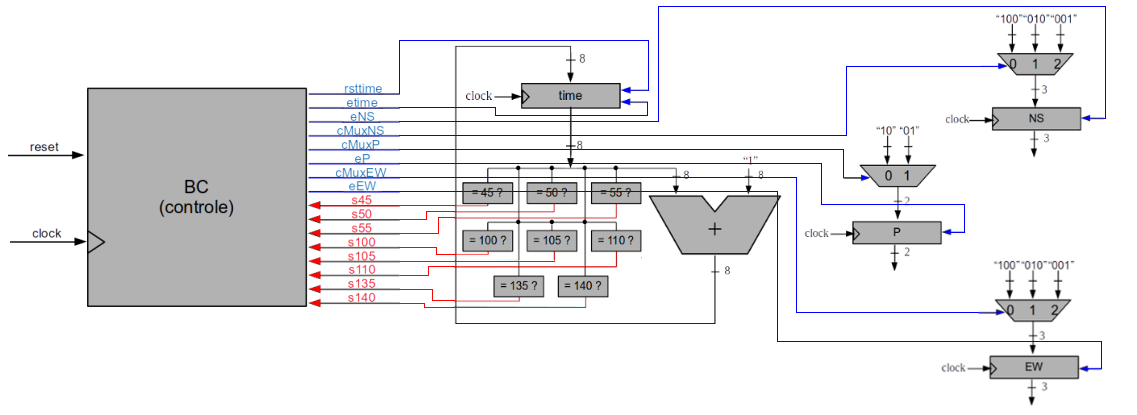 reset
clock
BC
(controle)
rsttime
etime
eNS
cMuxNS
cMuxP
eP
cMuxEW
eEW
s45
s50
s55
s100
s105
s110
s135
s140
8
clock
time
8
= 45 ?
= 50 ?
= 55 ?
= 100 ?
= 105 ?
= 110 ?
= 135 ?
= 140 ?
"1"
8
8
+
8
"100" "010" "001"
0 1 2
3
clock
NS
3
"10" "01"
0 1
2
clock
P
2
"100" "010" "001"
0 1 2
3
clock
EW
3